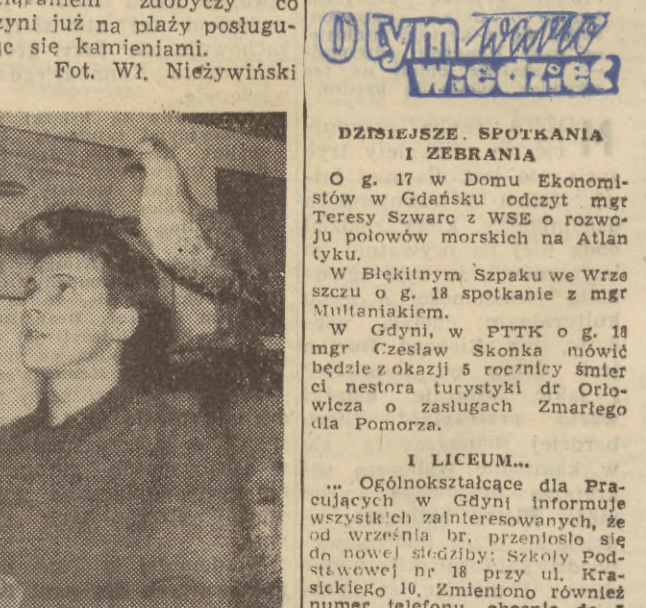 zdobyczy co
zyni już na plaży posługu-
ąc się kamieniami.
Fot. Wł. Nieżywiński
O tym warto
wiedzieć
DZISIEJSZE SPOTKANIA
I ZEBRANIA
O g. 17 w Domu Ekonomi-
stów w Gdańsku odczyt mgr
Teresy Szwarc z WSE o rozwo-
ju połowów morskich na Atlan
tyku.
W Błękitnym Szpaku we Wrze
szczu o g. 18 spotkanie z mgr
Multaniakiem.
W Gdyni, w PTTK o g. 18
mgr Czesław Skonka mówić
będzie z okazji 5 rocznicy śmier
ci nestora turystyki dr Orło-
wicza o zasługach Zmarłego
dla Pomorza.
I LICEUM...
... Ogólnokształcące dla Pra-
cujących w Gdyni informuje
wszystkich zainteresowanych, że
od września br. przeniosło się
do nowej siedziby: Szkoły Pod-
stawowej nr 18 przy ul. Kra-
sickiego 10. Zmieniono również
numer telefonu, obecnie